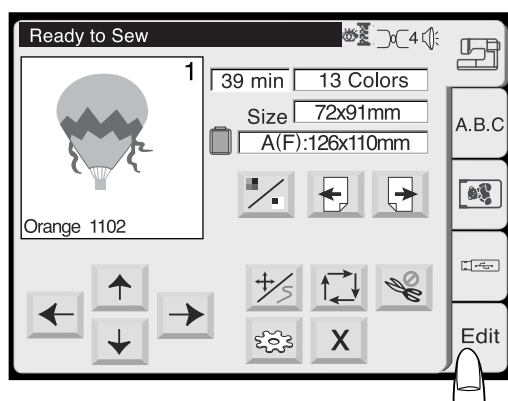 Ready to Sew
4
1
39 min
13 Colors
Size
72x91mm
A(F):126x110mm
Orange 1102
X
A.B.C
Edit